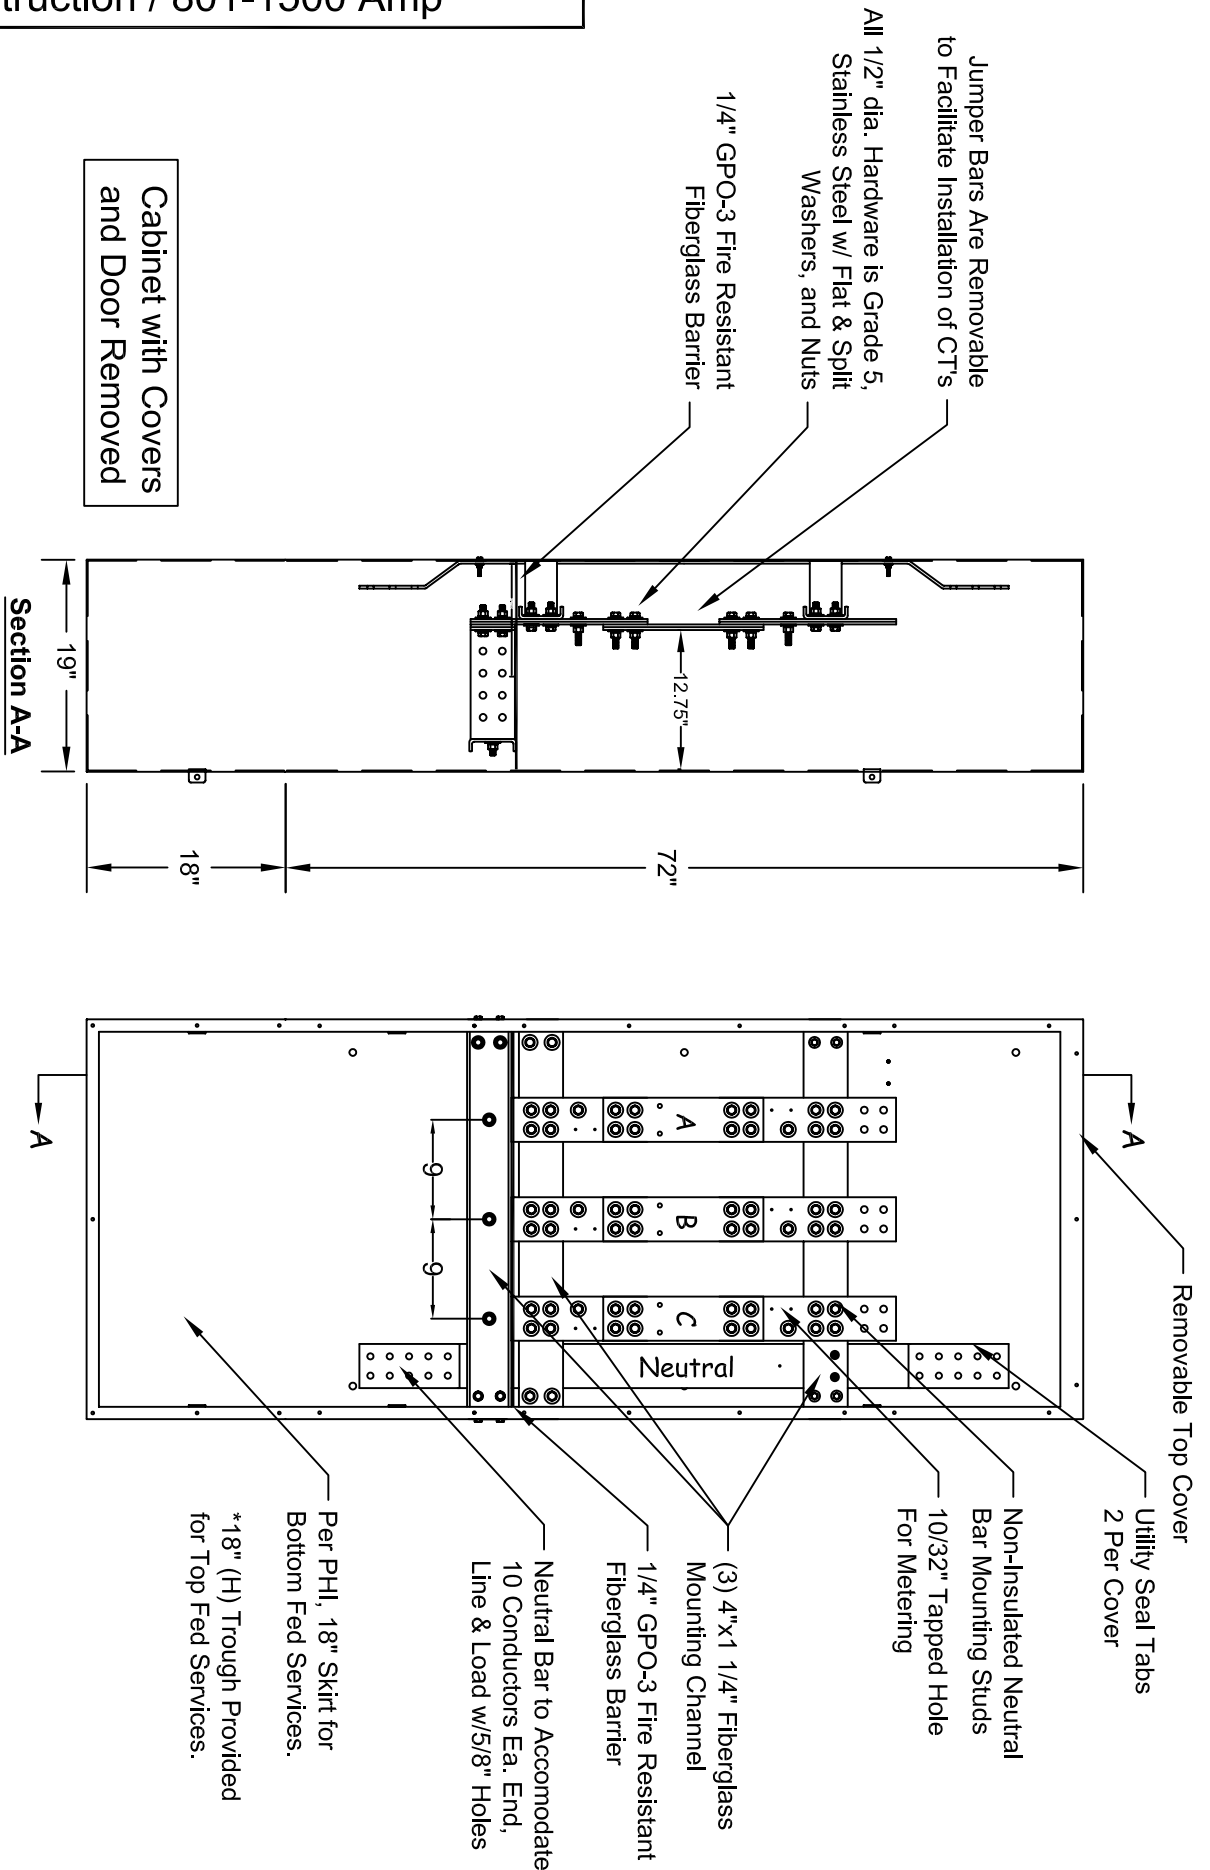 truction / 801-1500 Amp
Jumper Bars Are Removable
to Facilitate Installation of CT's
All 1/2" dia. Hardware is Grade 5,
Stainless Steel w/ Flat & Split
Washers, and Nuts
1/4" GPO-3 Fire Resistant
Fiberglass Barrier
Cabinet with Covers
and Door Removed
12.75"
19"
Section A-A
72"
18"
A
A
A
B
C
Neutral
9
9
Removable Top Cover
Utility Seal Tabs
2 Per Cover
Non-Insulated Neutral
Bar Mounting Studs
10/32" Tapped Hole
For Metering
(3) 4"x1 1/4" Fiberglass
Mounting Channel
1/4" GPO-3 Fire Resistant
Fiberglass Barrier
Neutral Bar to Accomodate
10 Conductors Ea. End,
Line & Load w/5/8" Holes
Per PHI, 18" Skirt for
Bottom Fed Services.
*18" (H) Trough Provided
for Top Fed Services.